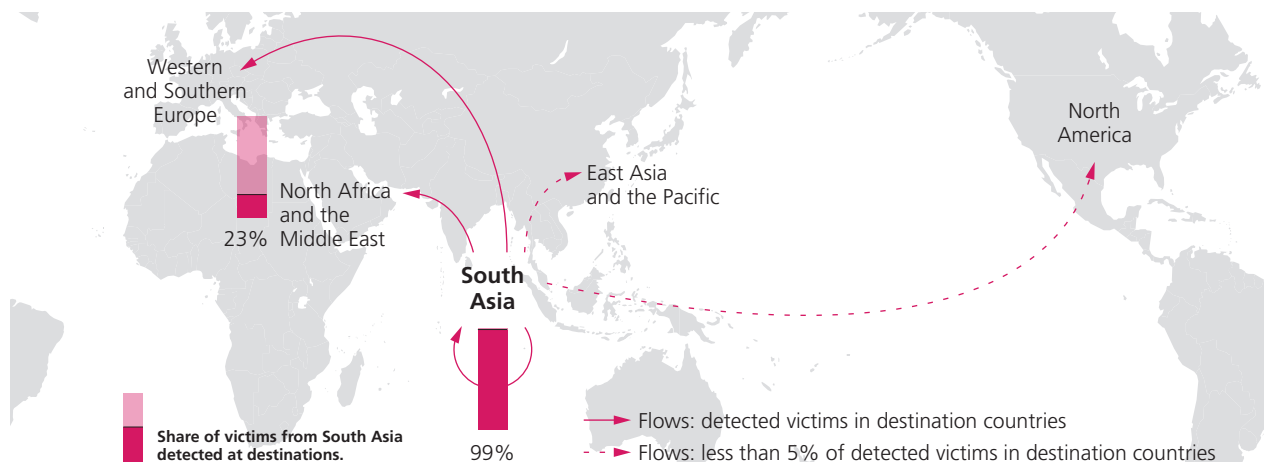 Western
and Southern
Europe
North
America
East Asia
and the Pacific
North Africa
and the
Middle East
23%
South
Asia
Share of victims from South Asia
detected at destinations.
99%
Flows: detected victims in destination countries
Flows: less than 5% of detected victims in destination countries